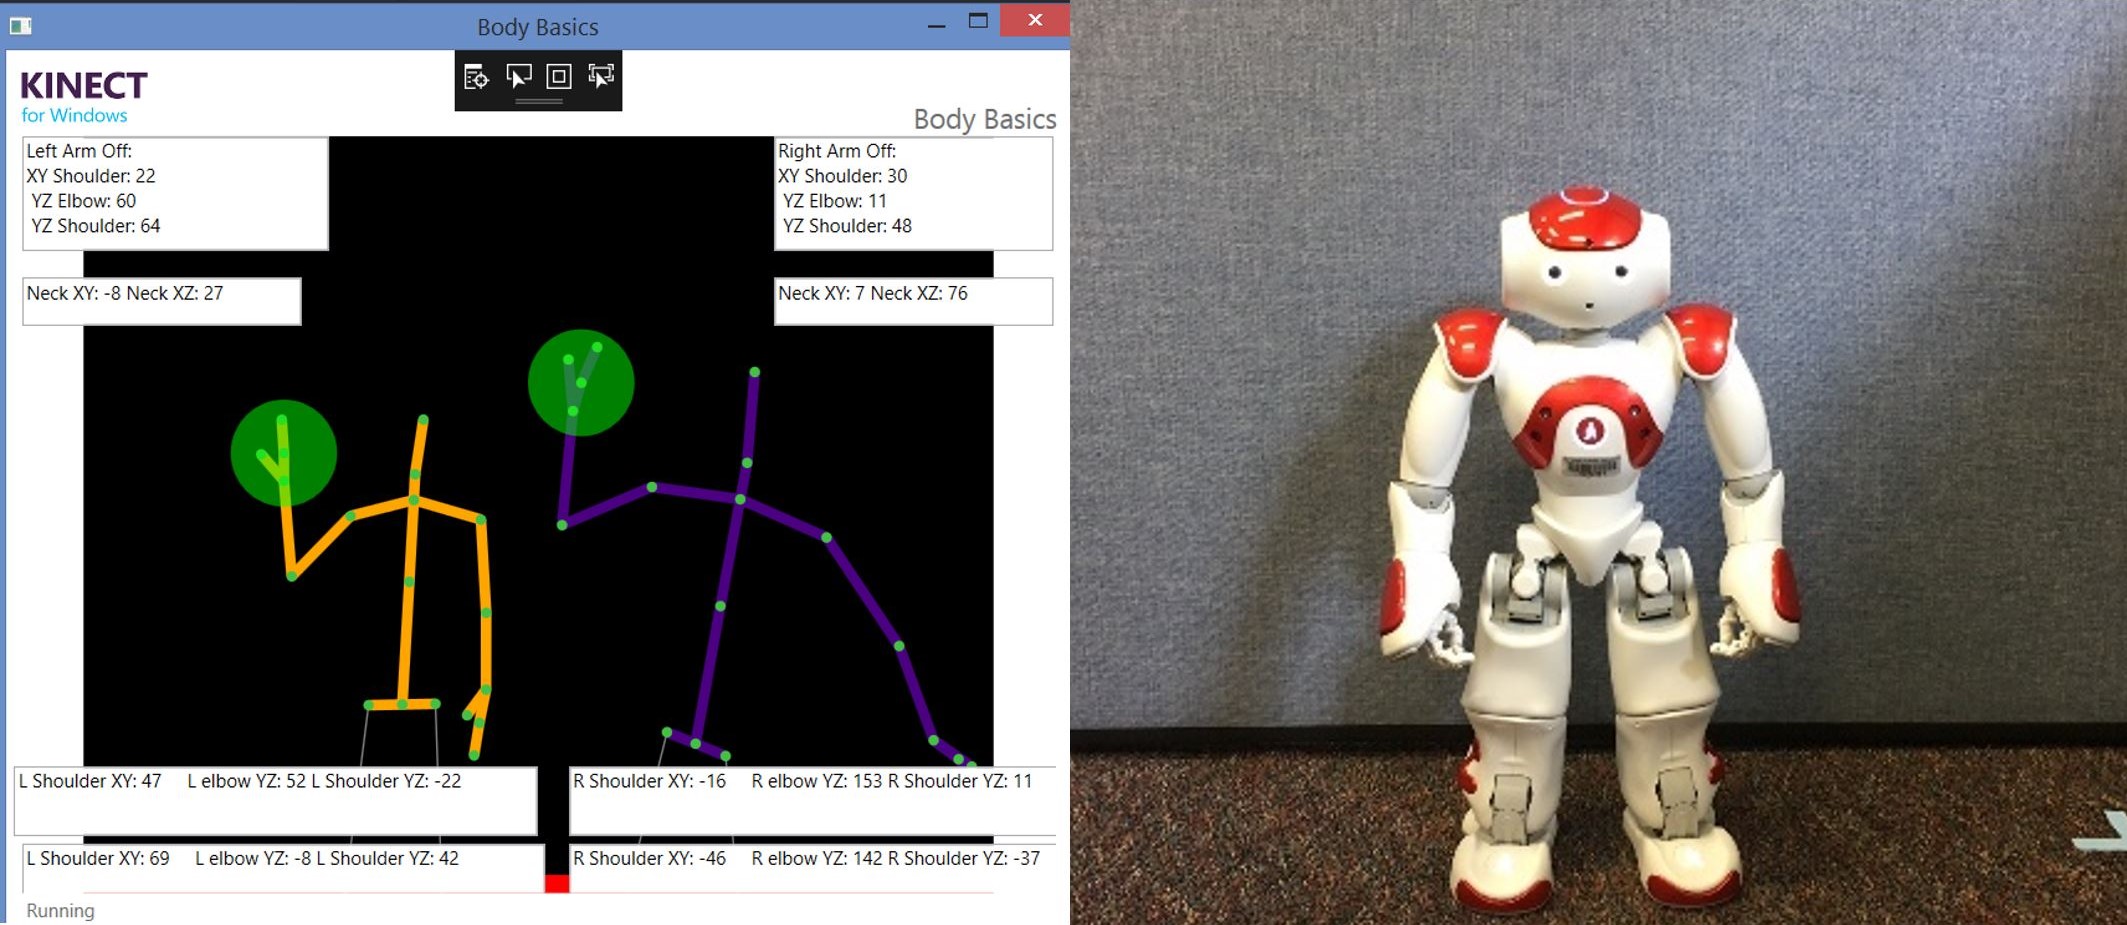 Body Basics
KINECT
for Windows
Body Basics
Left Arm Off:
XY Shoulder: 22
YZ Elbow: 60
YZ Shoulder: 64
Right Arm Off:
XY Shoulder: 30
YZ Elbow: 11
YZ Shoulder: 48
Neck XY: -8 Neck XZ: 27
Neck XY: 7 Neck XZ: 76
L Shoulder XY: 47 L elbow YZ: 52 L Shoulder YZ: -22
R Shoulder XY: -16 R elbow YZ: 153 R Shoulder YZ: 11
L Shoulder XY: 69 L elbow YZ: -8 L Shoulder YZ: 42
R Shoulder XY: -46 R elbow YZ: 142 R Shoulder YZ: -37
Running